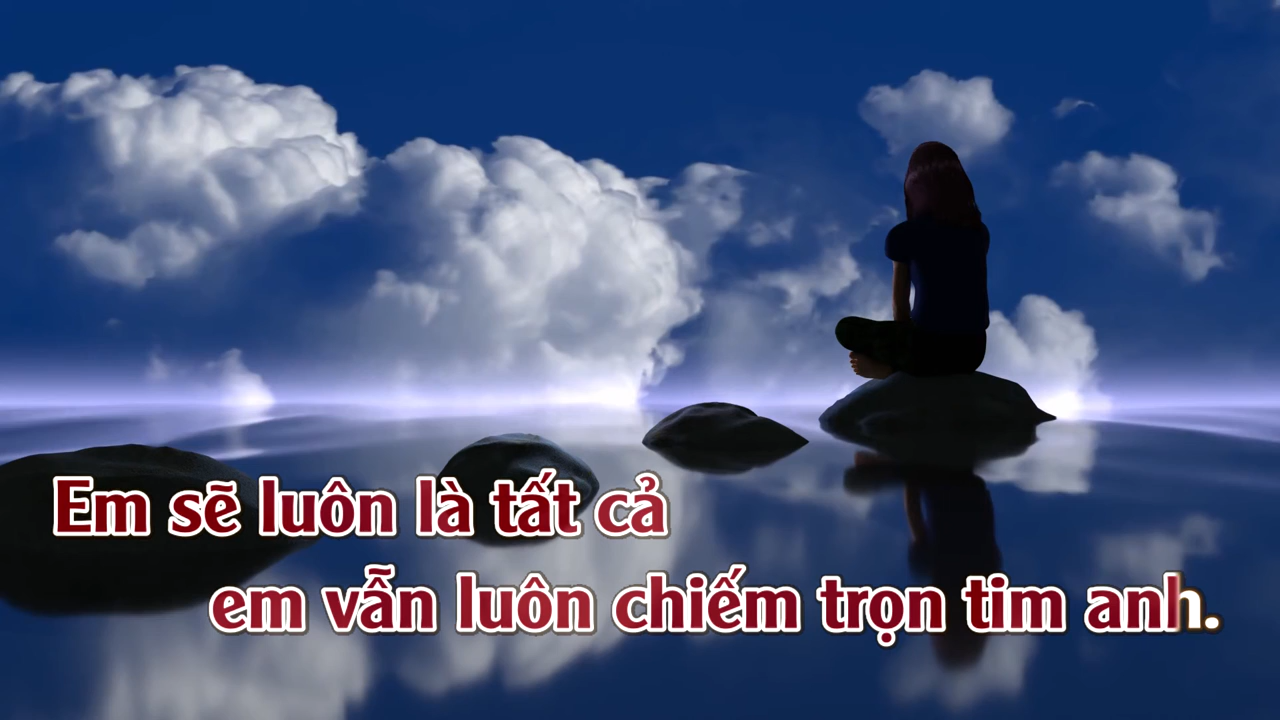 Em sẽ luôn là tất cả
em vẫn luôn chiếm trọn tim anh.